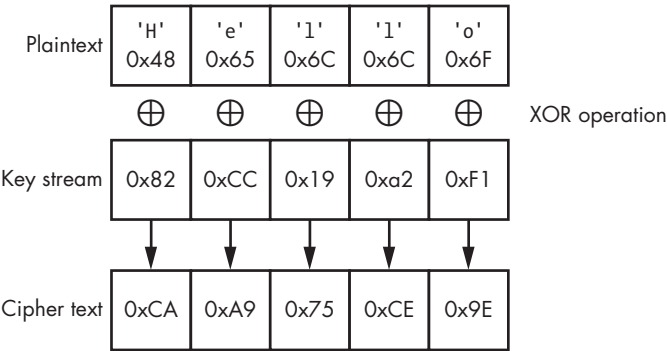 Plaintext 'H' 'e' 'l' 'l' 'o'
0x48 0x65 0x6C 0x6C 0x6F
⊕ ⊕ ⊕ ⊕ ⊕ XOR operation
Key stream 0x82 0xCC 0x19 0xa2 0xF1
Cipher text 0xCA 0xA9 0x75 0xCE 0x9E